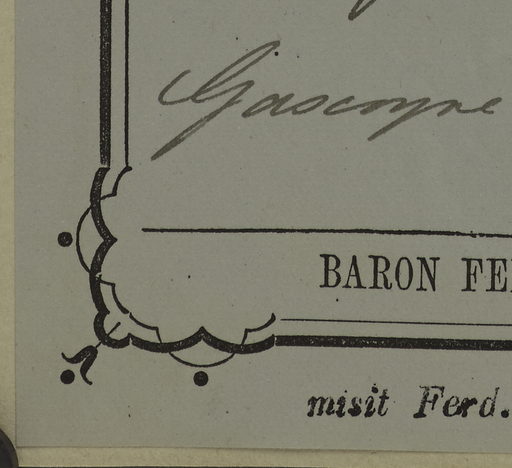 Gascoyne
BARON FE
misit Ferd.